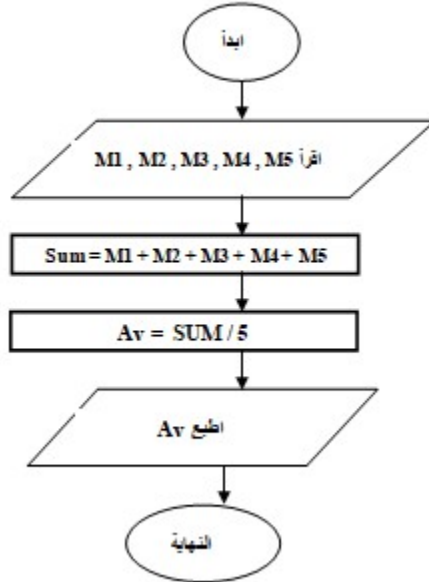 ابدأ
اقرأ M1 , M2 , M3 , M4 , M5
Sum = M1 + M2 + M3 + M4 + M5
Av = SUM / 5
اطبع Av
النهاية